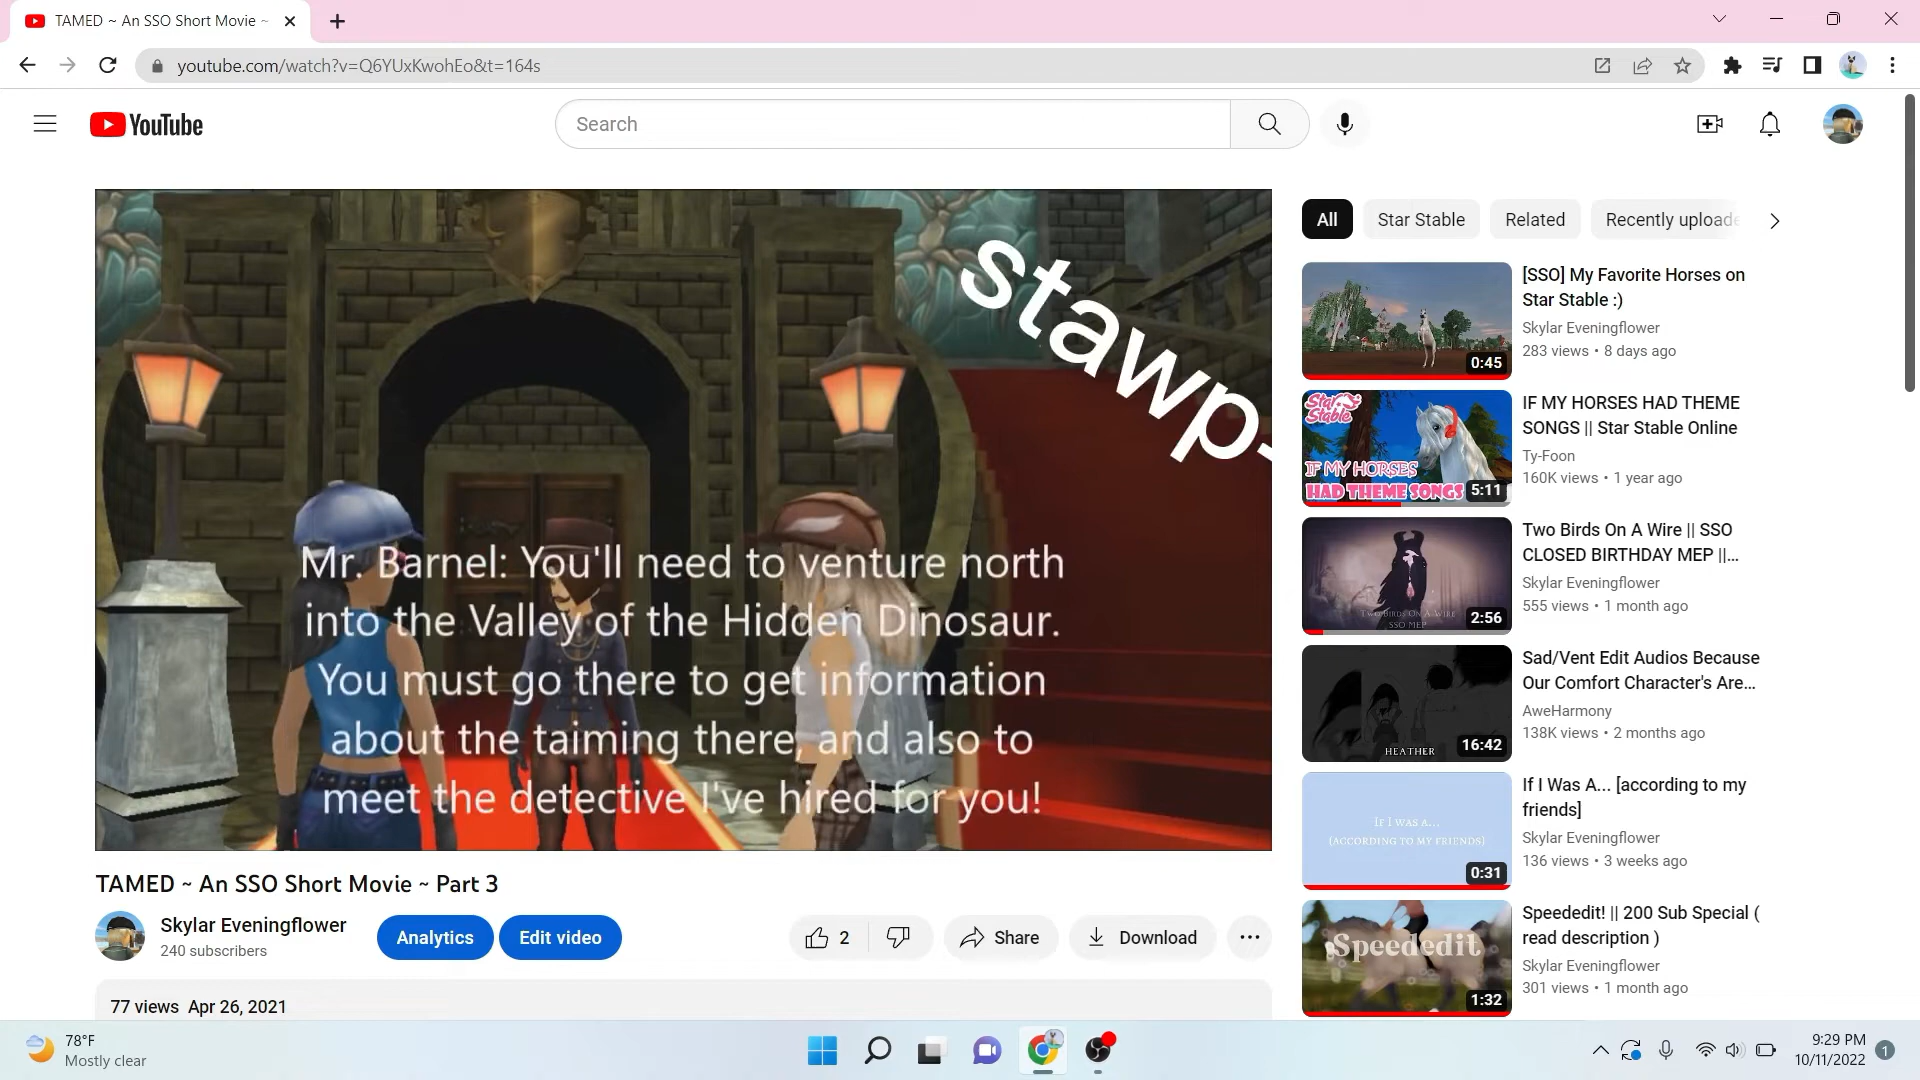 TAMED ~ An SSO Short Movie ~
youtube.com/watch?v=Q6YUxKwohEo&t=164s
YouTube
Search
stawp-
Mr. Barnel: You'll need to venture north
into the Valley of the Hidden Dinosaur.
You must go there to get information
about the taiming there, and also to
meet the detective I've hired for you!
TAMED ~ An SSO Short Movie ~ Part 3
Skylar Eveningflower
240 subscribers
Analytics
Edit video
2
Share
Download
77 views Apr 26, 2021
All
Star Stable
Related
Recently uploade
0:45
[SSO] My Favorite Horses on
Star Stable :)
Skylar Eveningflower
283 views • 8 days ago
Star
Stable
IF MY HORSES
HAD THEME SONGS
5:11
IF MY HORSES HAD THEME
SONGS || Star Stable Online
Ty-Foon
160K views • 1 year ago
Two Birds On A Wire
SSO MEP
2:56
Two Birds On A Wire || SSO
CLOSED BIRTHDAY MEP ||...
Skylar Eveningflower
555 views • 1 month ago
HEATHER
16:42
Sad/Vent Edit Audios Because
Our Comfort Character's Are...
AweHarmony
138K views • 2 months ago
If I was a...
(according to my friends)
0:31
If I Was A... [according to my
friends]
Skylar Eveningflower
136 views • 3 weeks ago
Speededit
1:32
Speededit! || 200 Sub Special (
read description )
Skylar Eveningflower
301 views • 1 month ago
78°F
Mostly clear
9:29 PM
10/11/2022
1